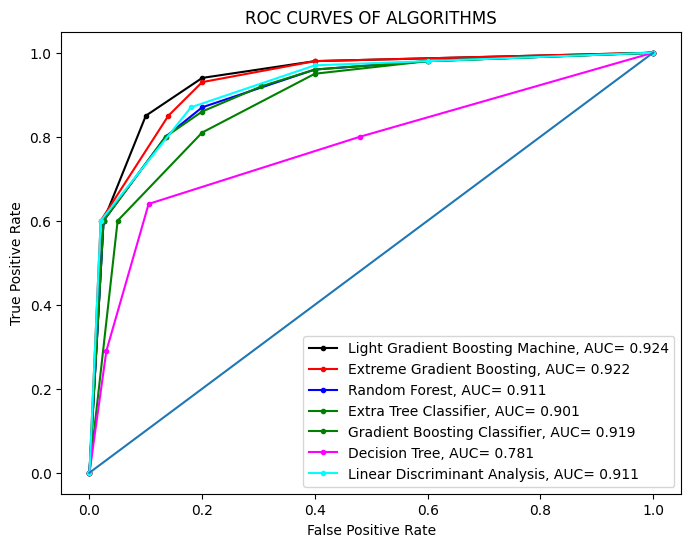 ROC CURVES OF ALGORITHMS
True Positive Rate
1.0
0.8
0.6
0.4
0.2
0.0
Light Gradient Boosting Machine, AUC= 0.924
Extreme Gradient Boosting, AUC= 0.922
Random Forest, AUC= 0.911
Extra Tree Classifier, AUC= 0.901
Gradient Boosting Classifier, AUC= 0.919
Decision Tree, AUC= 0.781
Linear Discriminant Analysis, AUC= 0.911
0.0 0.2 0.4 0.6 0.8 1.0
False Positive Rate